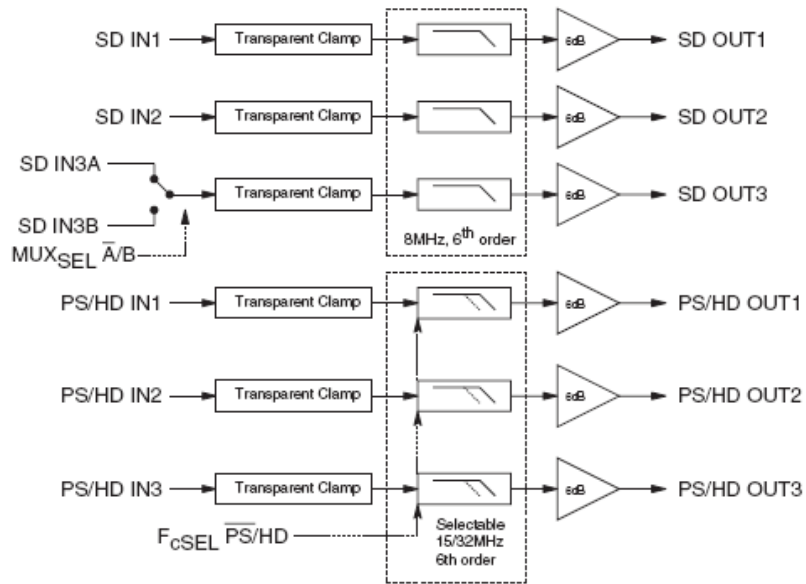 SD IN1 Transparent Clamp 6dB SD OUT1
SD IN2 Transparent Clamp 6dB SD OUT2
SD IN3A
Transparent Clamp 6dB SD OUT3
SD IN3B
8MHz, 6th order
MUXSEL A̅/B
PS/HD IN1 Transparent Clamp 6dB PS/HD OUT1
PS/HD IN2 Transparent Clamp 6dB PS/HD OUT2
PS/HD IN3 Transparent Clamp 6dB PS/HD OUT3
FcSEL P̅S̅/HD
Selectable
15/32MHz
6th order